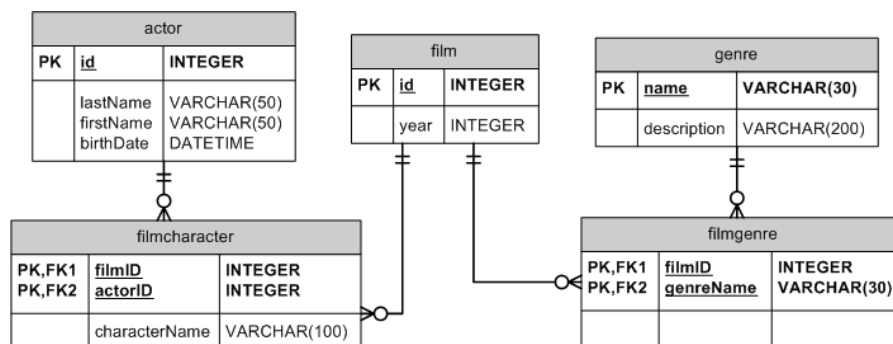 actor
PK id INTEGER
lastName VARCHAR(50)
firstName VARCHAR(50)
birthDate DATETIME
film
PK id INTEGER
year INTEGER
genre
PK name VARCHAR(30)
description VARCHAR(200)
filmcharacter
PK,FK1 filmID INTEGER
PK,FK2 actorID INTEGER
characterName VARCHAR(100)
filmgenre
PK,FK1 filmID INTEGER
PK,FK2 genreName VARCHAR(30)